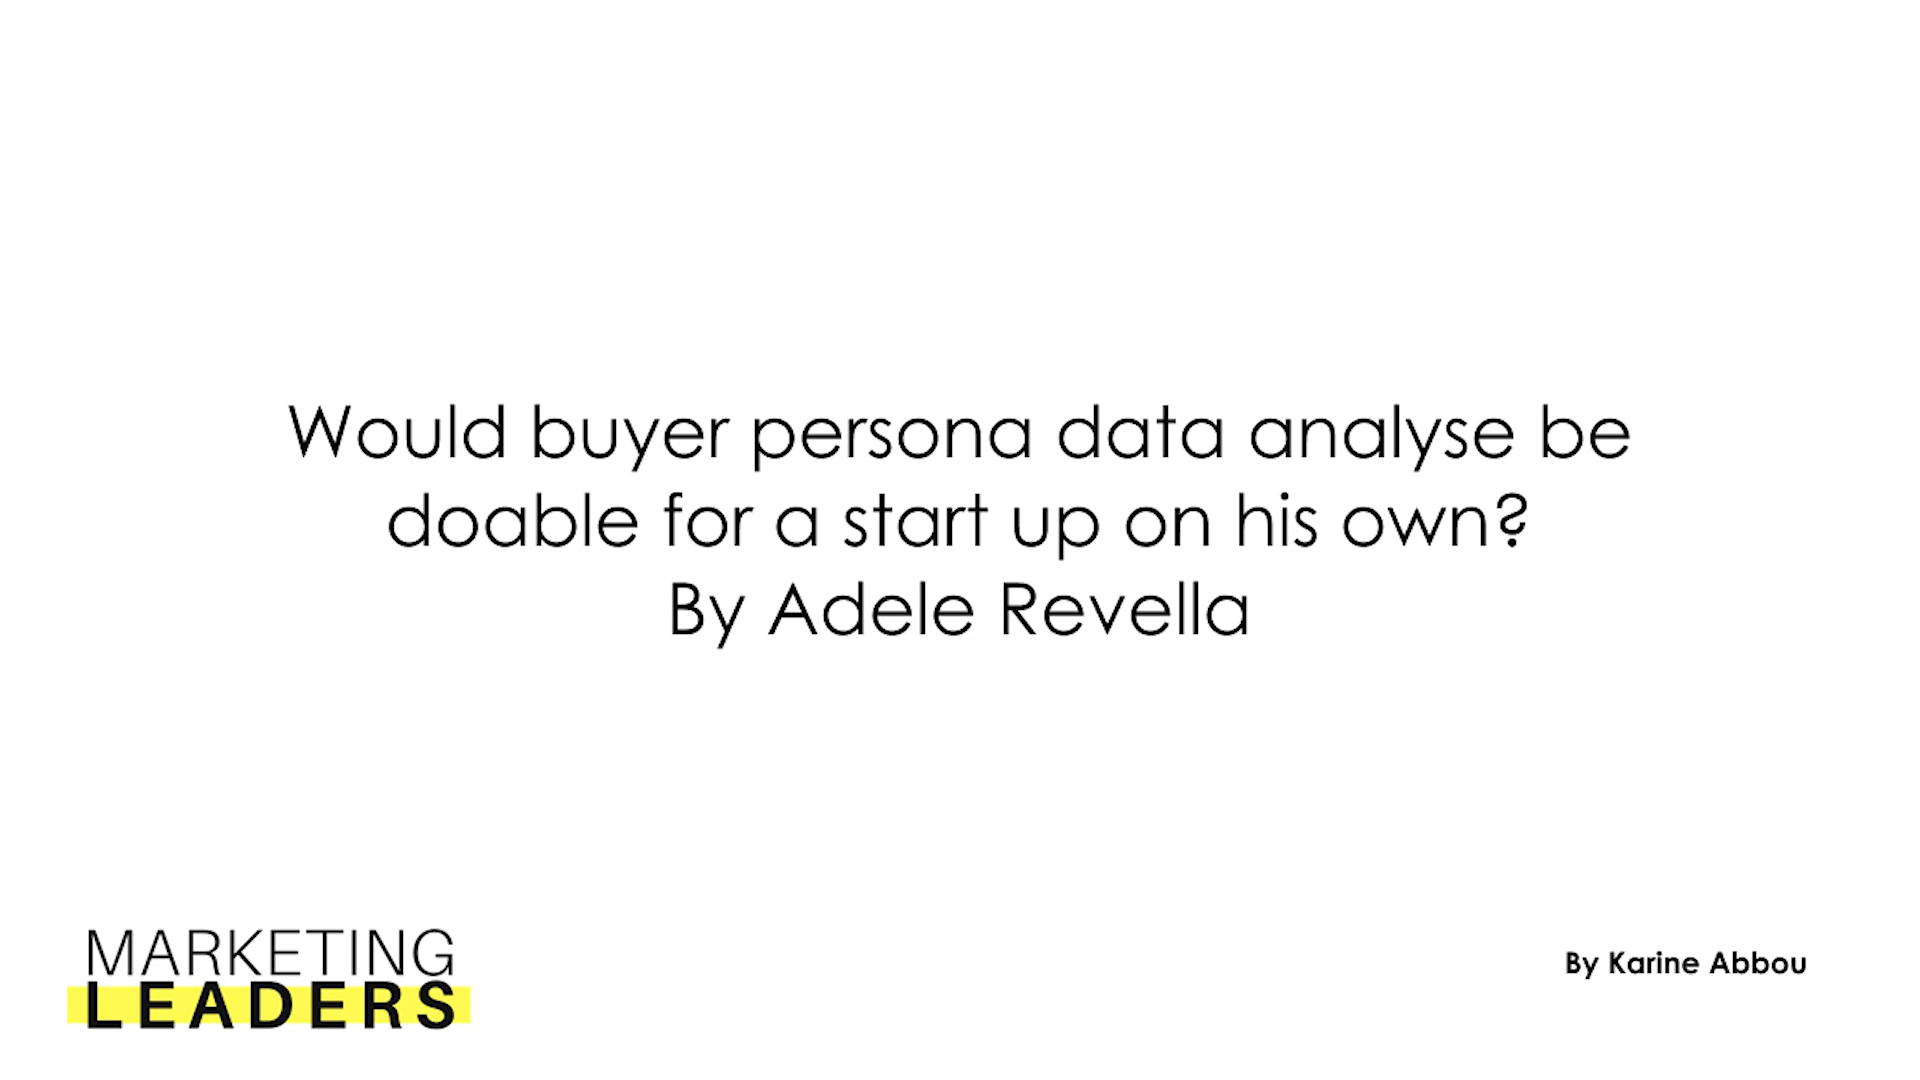 Would buyer persona data analyse be
doable for a start up on his own?
By Adele Revella
MARKETING
LEADERS
By Karine Abbou